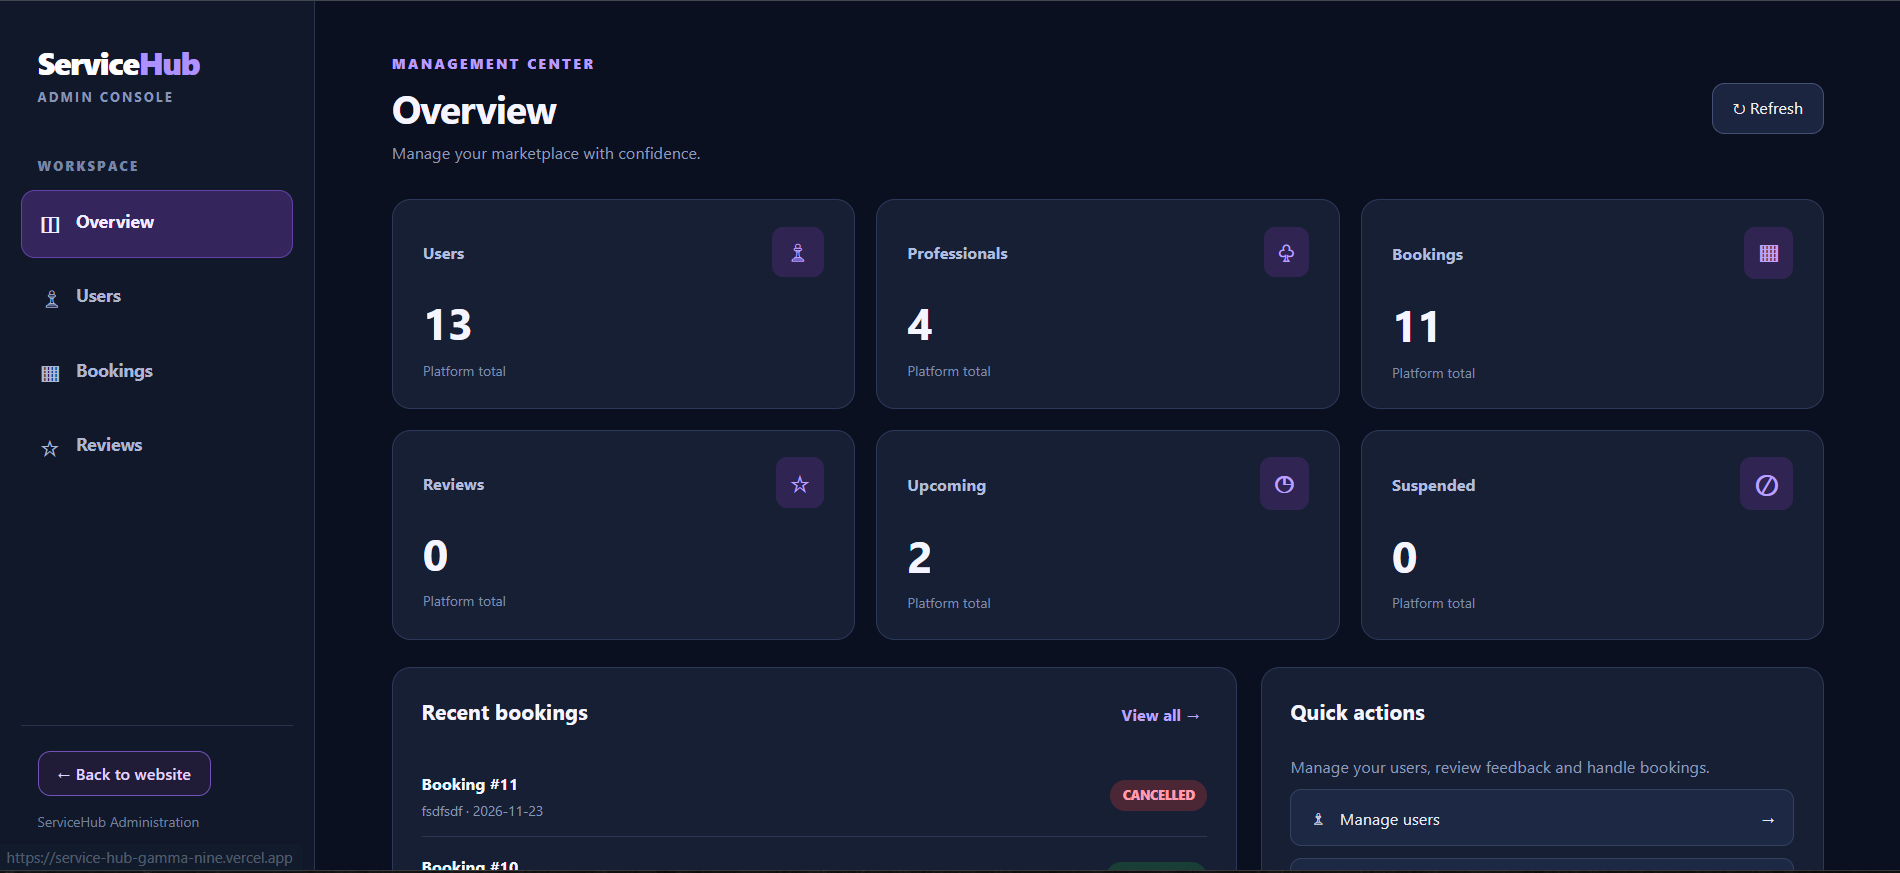 ServiceHub
ADMIN CONSOLE
WORKSPACE
Overview
Users
Bookings
Reviews
← Back to website
ServiceHub Administration
https://service-hub-gamma-nine.vercel.app
MANAGEMENT CENTER
Overview
Manage your marketplace with confidence.
↻ Refresh
Users
13
Platform total
Professionals
4
Platform total
Bookings
11
Platform total
Reviews
0
Platform total
Upcoming
2
Platform total
Suspended
0
Platform total
Recent bookings
View all →
Booking #11
fsdfsdf · 2026-11-23
CANCELLED
Booking #10
Quick actions
Manage your users, review feedback and handle bookings.
Manage users →